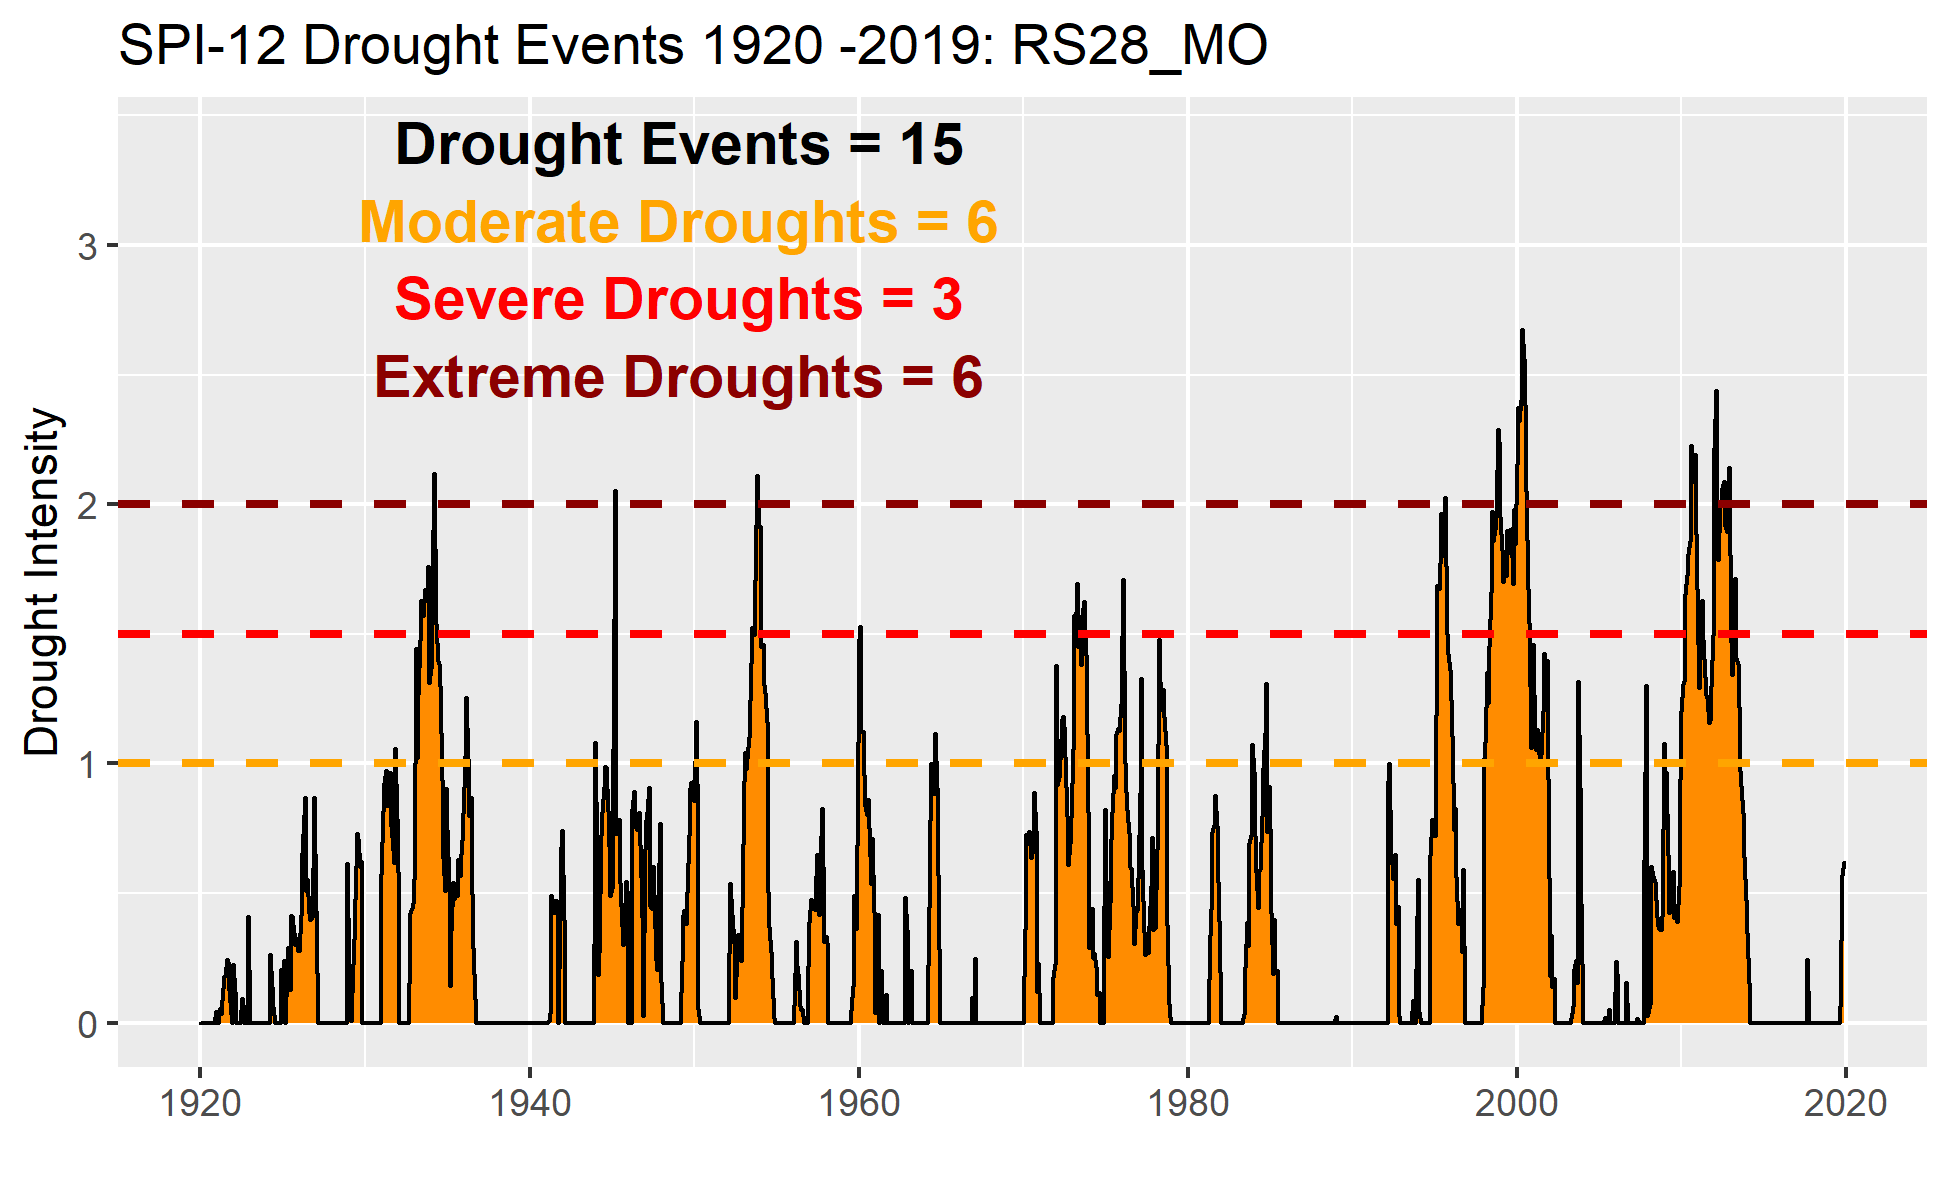 SPI-12 Drought Events 1920 -2019: RS28_MO
Drought Events = 15
Moderate Droughts = 6
Severe Droughts = 3
Extreme Droughts = 6
Drought Intensity
3
2
1
0
1920
1940
1960
1980
2000
2020